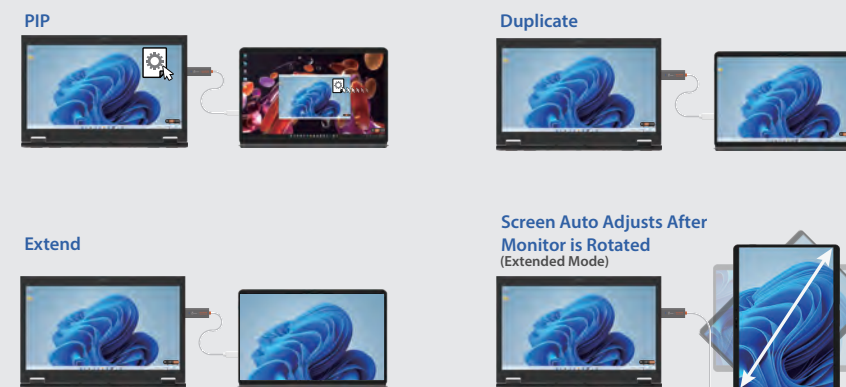 PIP
Duplicate
Extend
Screen Auto Adjusts After
Monitor is Rotated
(Extended Mode)